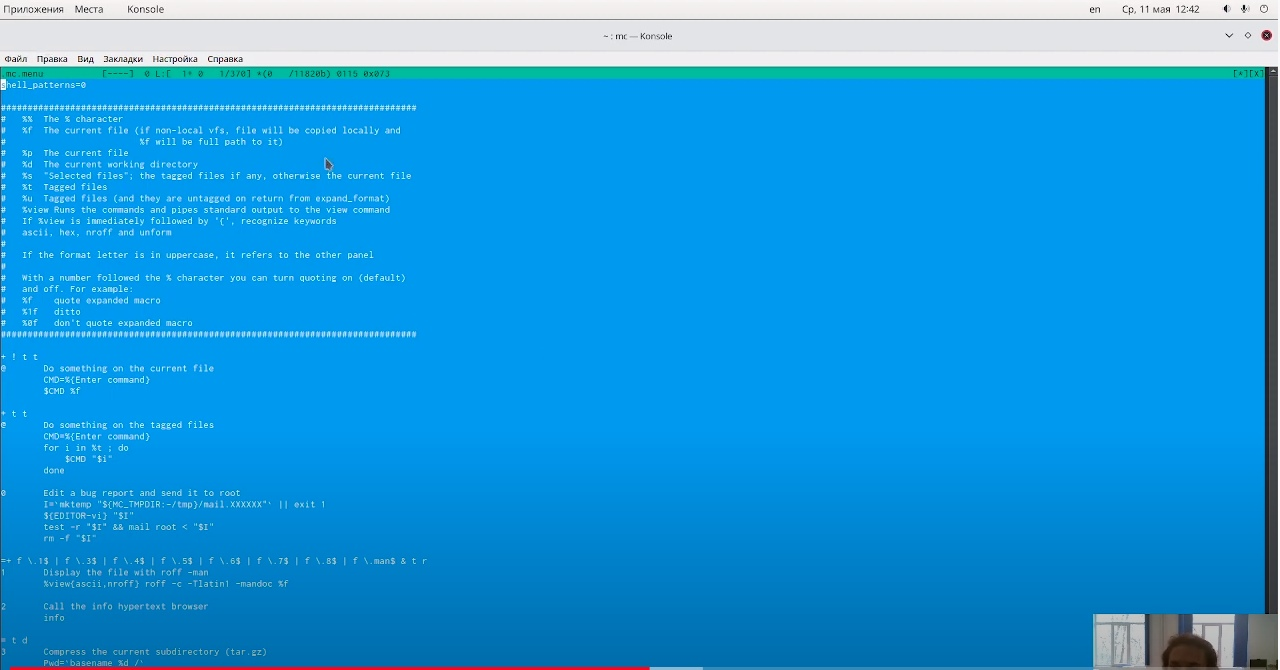 Приложения Места Konsole en Ср, 11 мая 12:42
~ : mc — Konsole
Файл Правка Вид Закладки Настройка Справка
.mc.menu [----] 0 L:[ 1+ 0 1/370] *(0 /11820b) 0115 0x073 [*][X]
shell_patterns=0
##############################################################################
# %% The % character
# %f The current file (if non-local vfs, file will be copied locally and
# %f will be full path to it)
# %p The current file
# %d The current working directory
# %s "Selected files"; the tagged files if any, otherwise the current file
# %t Tagged files
# %u Tagged files (and they are untagged on return from expand_format)
# %view Runs the commands and pipes standard output to the view command
# If %view is immediately followed by '{', recognize keywords
# ascii, hex, nroff and unform
#
# If the format letter is in uppercase, it refers to the other panel
#
# With a number followed the % character you can turn quoting on (default)
# and off. For example:
# %f quote expanded macro
# %1f ditto
# %0f don't quote expanded macro
##############################################################################
+ ! t t
@ Do something on the current file
CMD=%{Enter command}
$CMD %f
+ t t
@ Do something on the tagged files
CMD=%{Enter command}
for i in %t ; do
$CMD "$i"
done
0 Edit a bug report and send it to root
I=`mktemp "${MC_TMPDIR:-/tmp}/mail.XXXXXX"` || exit 1
${EDITOR-vi} "$I"
test -r "$I" && mail root < "$I"
rm -f "$I"
=+ f \.1$ | f \.3$ | f \.4$ | f \.5$ | f \.6$ | f \.7$ | f \.8$ | f \.man$ & t r
1 Display the file with roff -man
%view{ascii,nroff} roff -c -Tlatin1 -mandoc %f
2 Call the info hypertext browser
info
= t d
3 Compress the current subdirectory (tar.gz)
Pwd=`basename %d /`